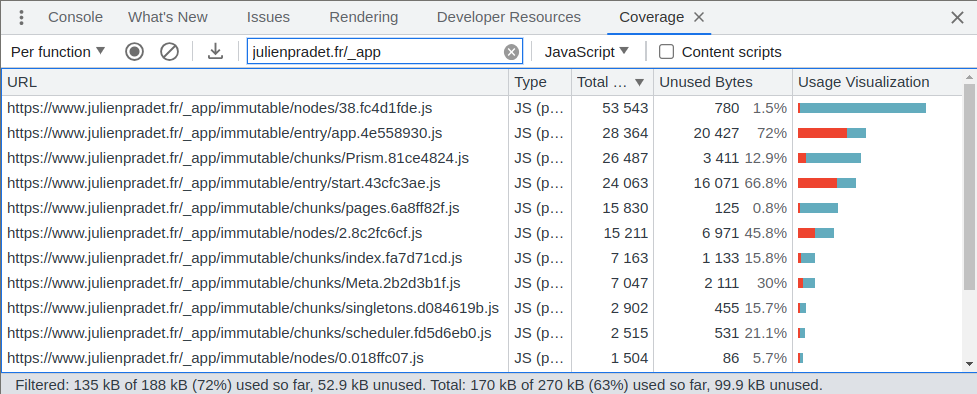 Console What's New Issues Rendering Developer Resources Coverage
Per function julienpradet.fr/_app JavaScript Content scripts
URL Type Total ... Unused Bytes Usage Visualization
https://www.julienpradet.fr/_app/immutable/nodes/38.fc4d1fde.js JS (p... 53 543 780 1.5%
https://www.julienpradet.fr/_app/immutable/entry/app.4e558930.js JS (p... 28 364 20 427 72%
https://www.julienpradet.fr/_app/immutable/chunks/Prism.81ce4824.js JS (p... 26 487 3 411 12.9%
https://www.julienpradet.fr/_app/immutable/entry/start.43cfc3ae.js JS (p... 24 063 16 071 66.8%
https://www.julienpradet.fr/_app/immutable/chunks/pages.6a8ff82f.js JS (p... 15 830 125 0.8%
https://www.julienpradet.fr/_app/immutable/nodes/2.8c2fc6cf.js JS (p... 15 211 6 971 45.8%
https://www.julienpradet.fr/_app/immutable/chunks/index.fa7d71cd.js JS (p... 7 163 1 133 15.8%
https://www.julienpradet.fr/_app/immutable/chunks/Meta.2b2d3b1f.js JS (p... 7 047 2 111 30%
https://www.julienpradet.fr/_app/immutable/chunks/singletons.d084619b.js JS (p... 2 902 455 15.7%
https://www.julienpradet.fr/_app/immutable/chunks/scheduler.fd5d6eb0.js JS (p... 2 515 531 21.1%
https://www.julienpradet.fr/_app/immutable/nodes/0.018ffc07.js JS (p... 1 504 86 5.7%
Filtered: 135 kB of 188 kB (72%) used so far, 52.9 kB unused. Total: 170 kB of 270 kB (63%) used so far, 99.9 kB unused.